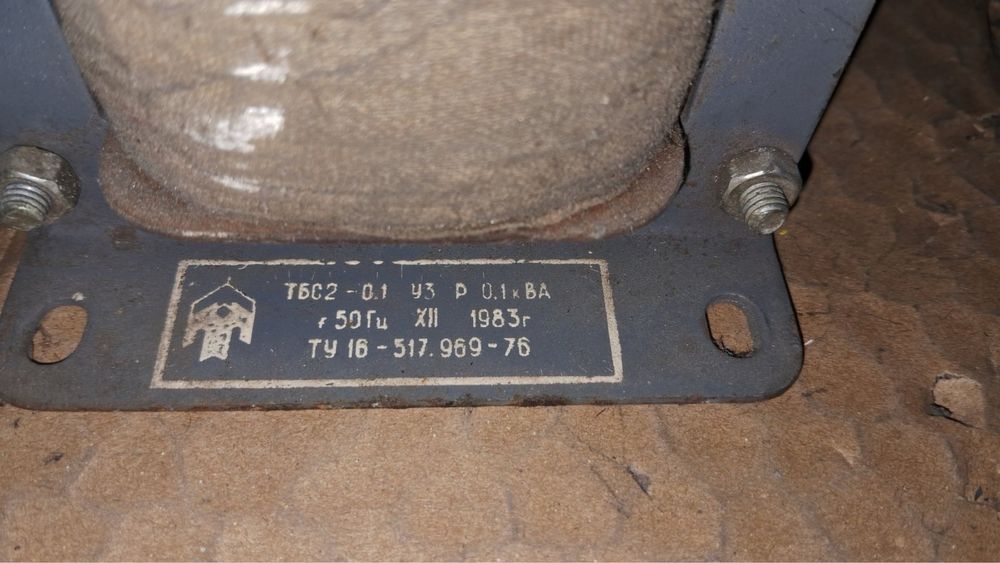 ТБС2-0.1 У3 Р 0.1кВА
f 50Гц XII 1983г
ТУ 16-517.969-76